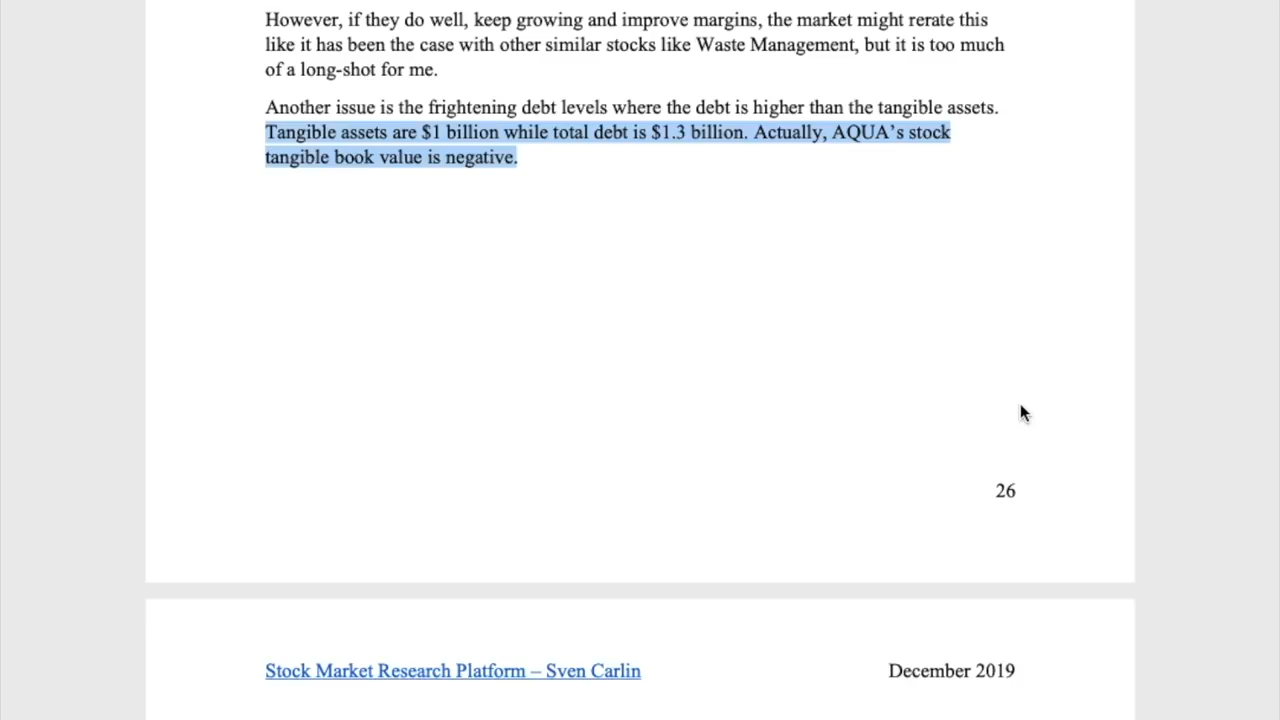 However, if they do well, keep growing and improve margins, the market might rerate this
like it has been the case with other similar stocks like Waste Management, but it is too much
of a long-shot for me.
Another issue is the frightening debt levels where the debt is higher than the tangible assets.
Tangible assets are $1 billion while total debt is $1.3 billion. Actually, AQUA’s stock
tangible book value is negative.
26
Stock Market Research Platform – Sven Carlin December 2019